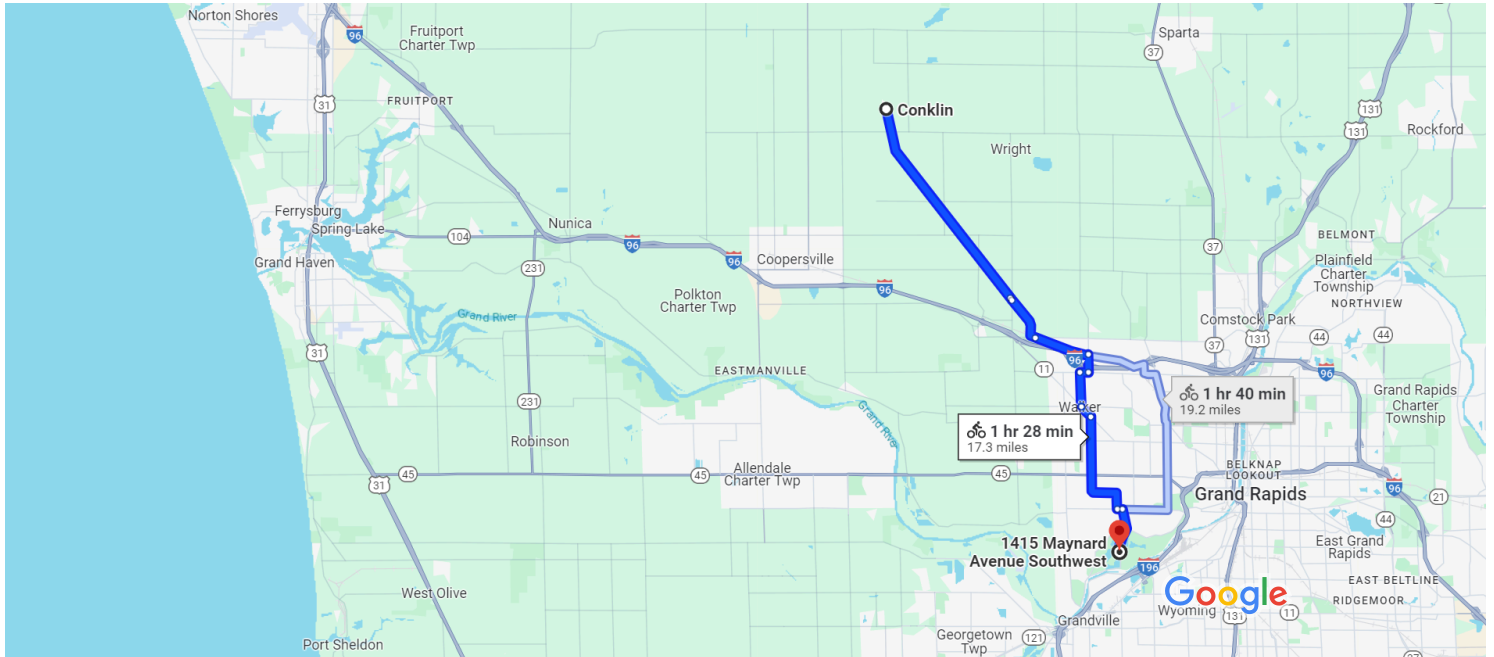 Norton Shores
96
Fruitport
Charter Twp
37
Sparta
31
FRUITPORT
131
131
Rockford
Conklin
Wright
Ferrysburg
Spring Lake
104
Nunica
96
96
37
BELMONT
Grand Haven
231
Coopersville
Plainfield
Charter
Township
96
Polkton
Charter Twp
NORTHVIEW
Grand River
Comstock Park
44
44
131
37
31
96
11
96
EASTMANVILLE
1 hr 40 min
19.2 miles
Grand Rapids
Charter
Township
231
Grand River
Walker
1 hr 28 min
17.3 miles
Robinson
45
45
Allendale
Charter Twp
45
BELKNAP
LOOKOUT
31
96
Grand Rapids
21
44
1415 Maynard
Avenue Southwest
East Grand
Rapids
196
EAST BELTLINE
West Olive
Google
RIDGEMOOR
Wyoming
131
11
Grandville
Port Sheldon
Georgetown
Twp
121
37